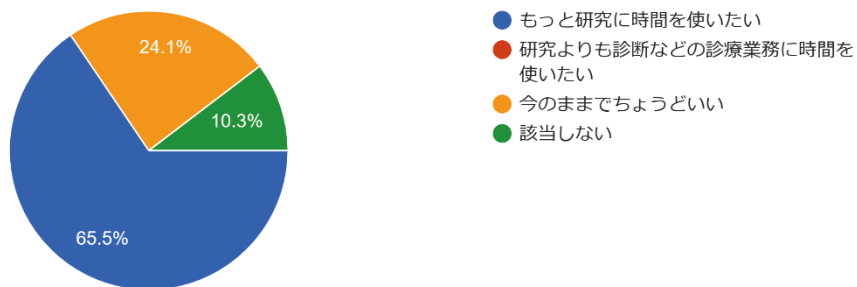 24.1%
10.3%
65.5%
もっと研究に時間を使いたい
研究よりも診断などの診療業務に時間を
使いたい
今のままでちょうどいい
該当しない